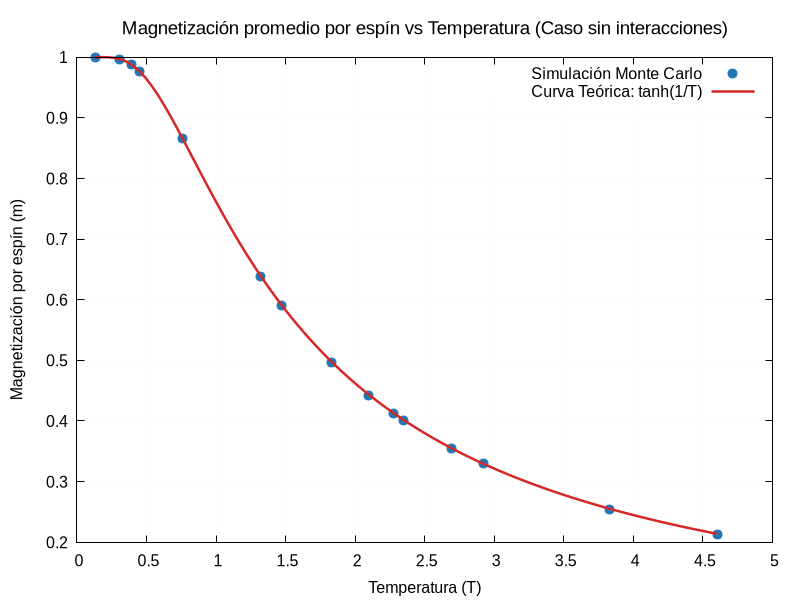 Magnetización promedio por espín vs Temperatura (Caso sin interacciones)
Simulación Monte Carlo
Curva Teórica: tanh(1/T)
Magnetización por espín (m)
1
0.9
0.8
0.7
0.6
0.5
0.4
0.3
0.2
0 0.5 1 1.5 2 2.5 3 3.5 4 4.5 5
Temperatura (T)